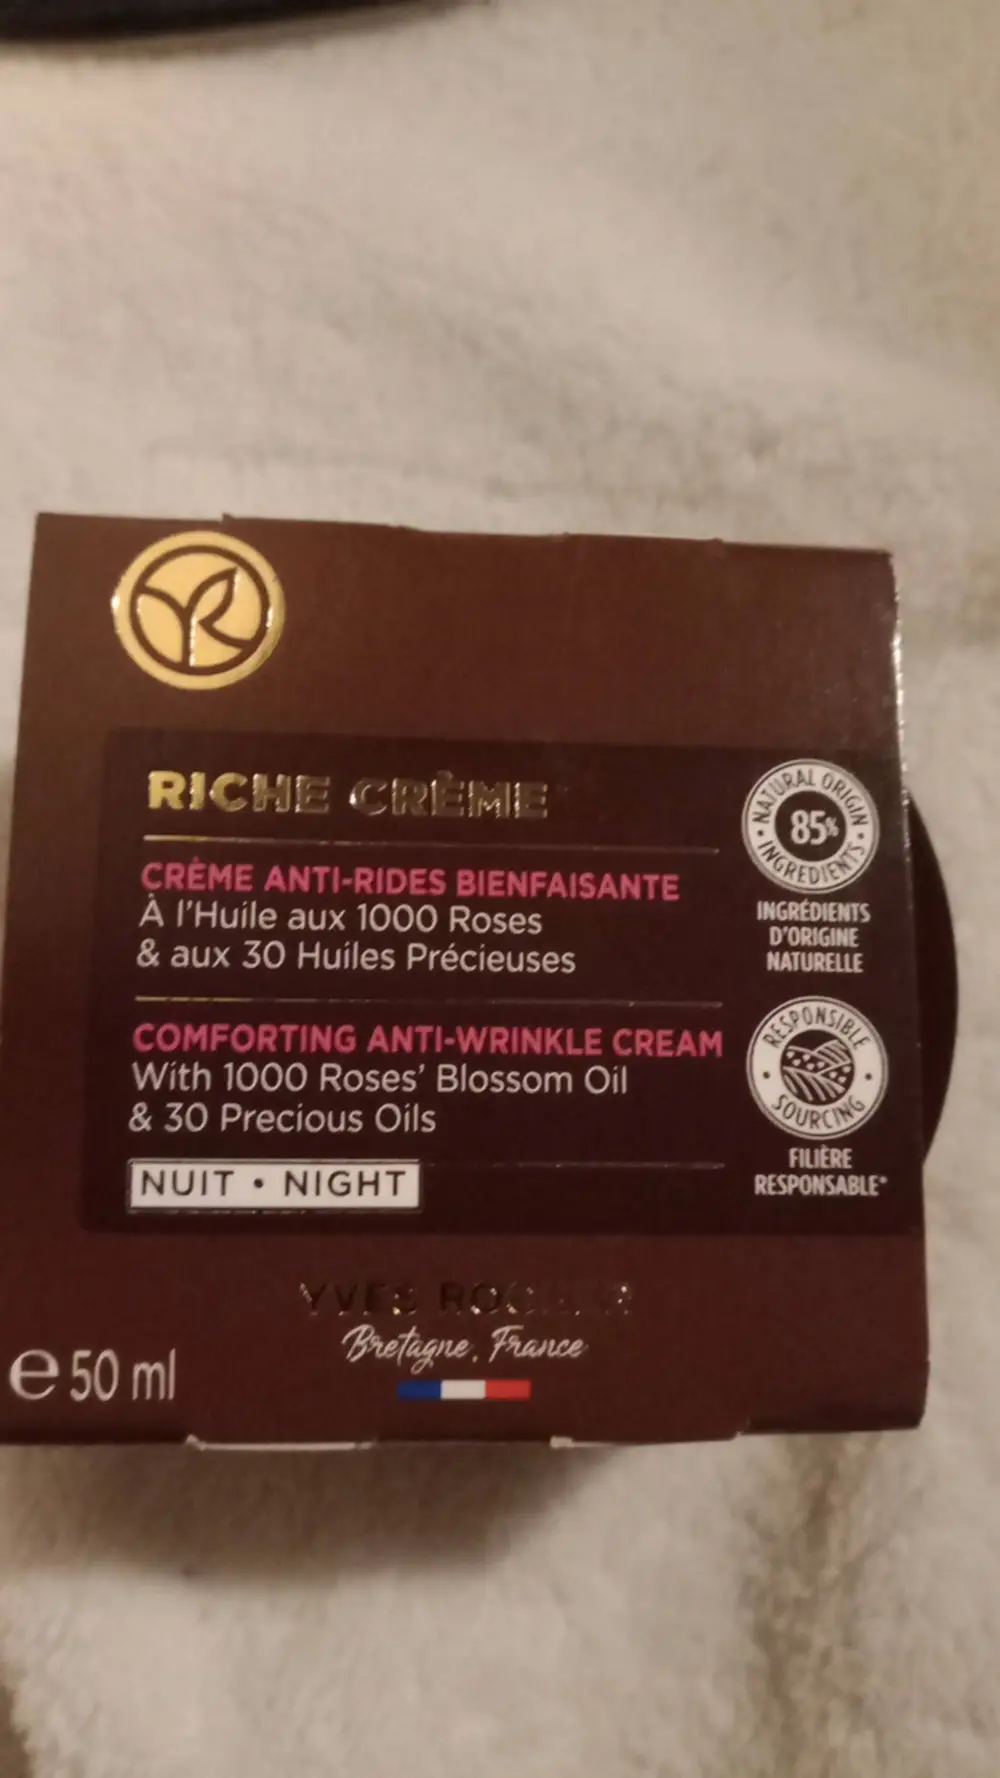 RICHE CRÈME
CRÈME ANTI-RIDES BIENFAISANTE
À l'Huile aux 1000 Roses
& aux 30 Huiles Précieuses
COMFORTING ANTI-WRINKLE CREAM
With 1000 Roses' Blossom Oil
& 30 Precious Oils
NUIT • NIGHT
NATURAL ORIGIN
85%
• INGREDIENTS •
INGRÉDIENTS
D'ORIGINE
NATURELLE
RESPONSIBLE
• SOURCING •
FILIÈRE
RESPONSABLE*
YVES ROCHER
Bretagne, France
e 50 ml